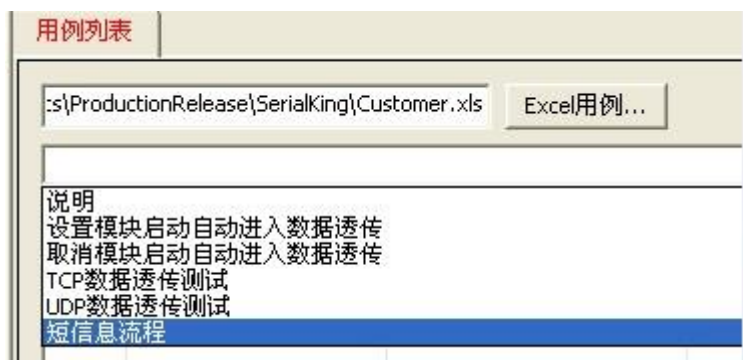 用例列表
:s\ProductionRelease\SerialKing\Customer.xls
Excel用例...
说明
设置模块启动自动进入数据透传
取消模块启动自动进入数据透传
TCP数据透传测试
UDP数据透传测试
短信息流程